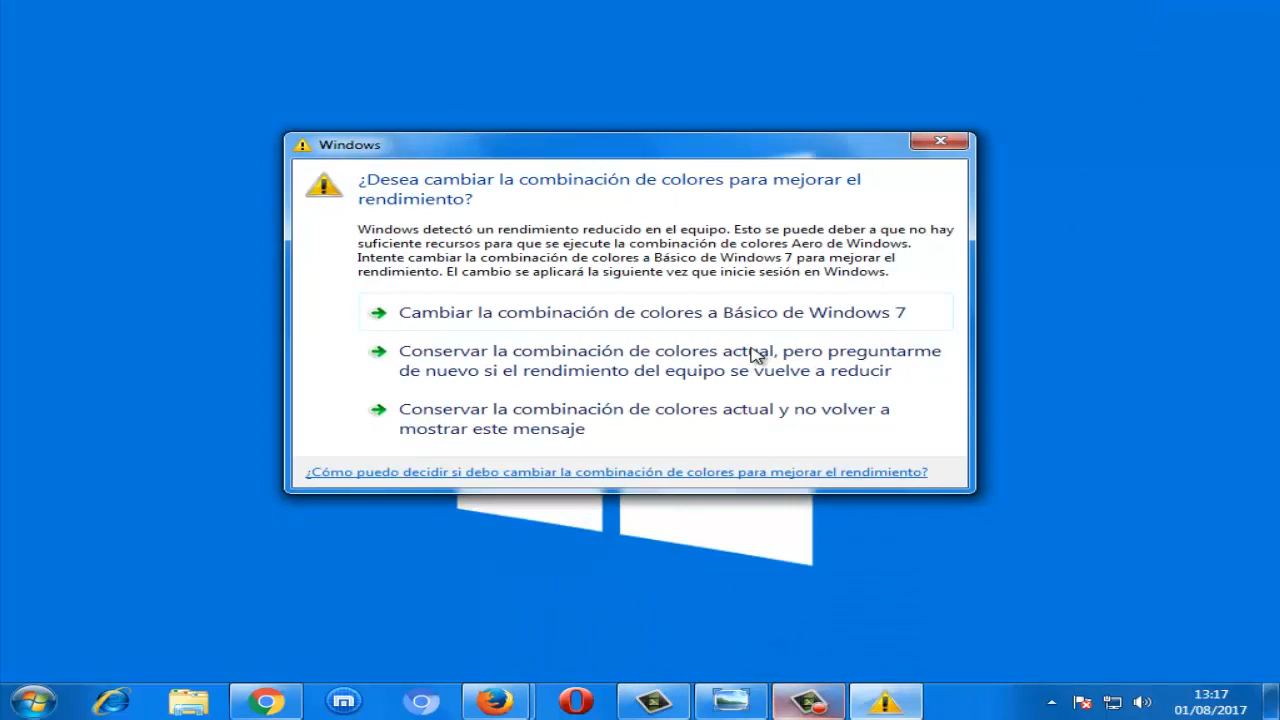 Windows
¿Desea cambiar la combinación de colores para mejorar el
rendimiento?
Windows detectó un rendimiento reducido en el equipo. Esto se puede deber a que no hay
suficiente recursos para que se ejecute la combinación de colores Aero de Windows.
Intente cambiar la combinación de colores a Básico de Windows 7 para mejorar el
rendimiento. El cambio se aplicará la siguiente vez que inicie sesión en Windows.
Cambiar la combinación de colores a Básico de Windows 7
Conservar la combinación de colores actual, pero preguntarme
de nuevo si el rendimiento del equipo se vuelve a reducir
Conservar la combinación de colores actual y no volver a
mostrar este mensaje
¿Cómo puedo decidir si debo cambiar la combinación de colores para mejorar el rendimiento?
13:17
01/08/2017